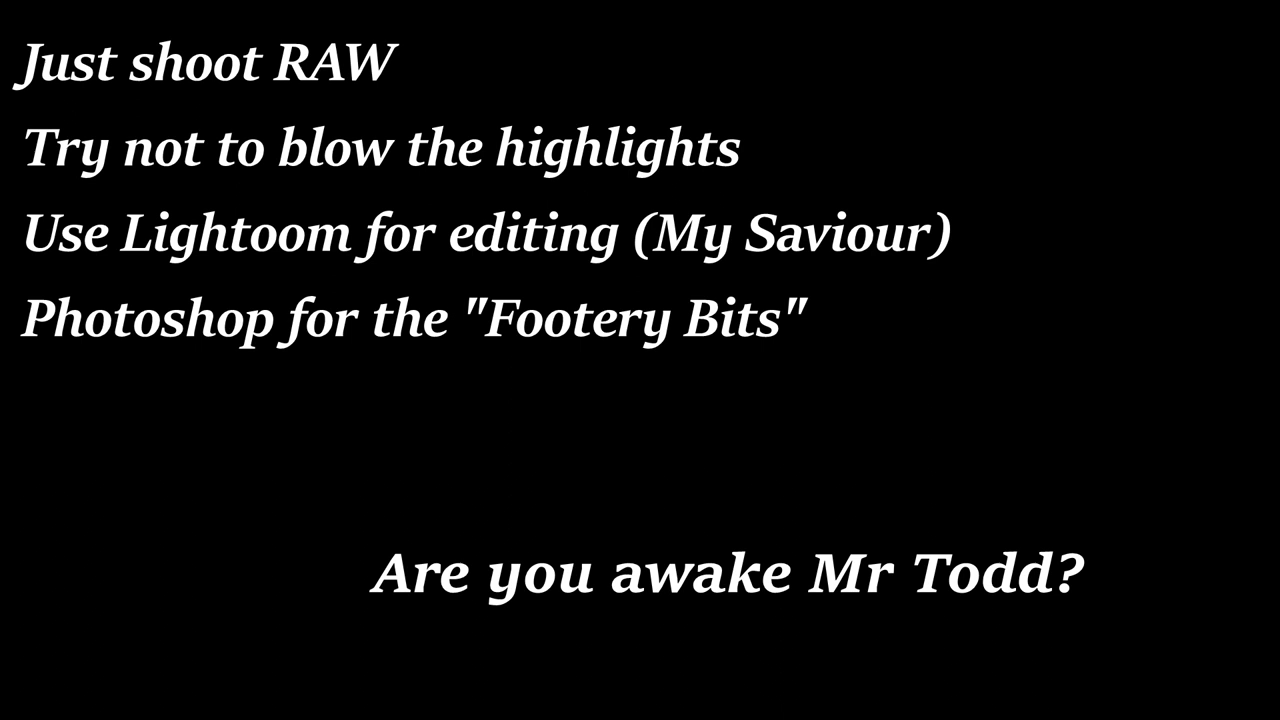 Just shoot RAW
Try not to blow the highlights
Use Lightoom for editing (My Saviour)
Photoshop for the "Footery Bits"
Are you awake Mr Todd?